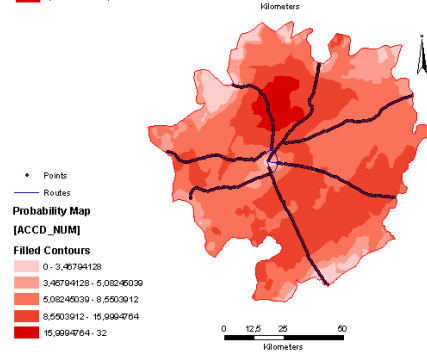 Kilometers
Points
Routes
Probability Map
[ACCD_NUM]
Filled Contours
0 - 3,46794128
3,46794128 - 5,08245039
5,08245039 - 8,5503912
8,5503912 - 15,9994764
15,9994764 - 32
0 12,5 25 50
Kilometers